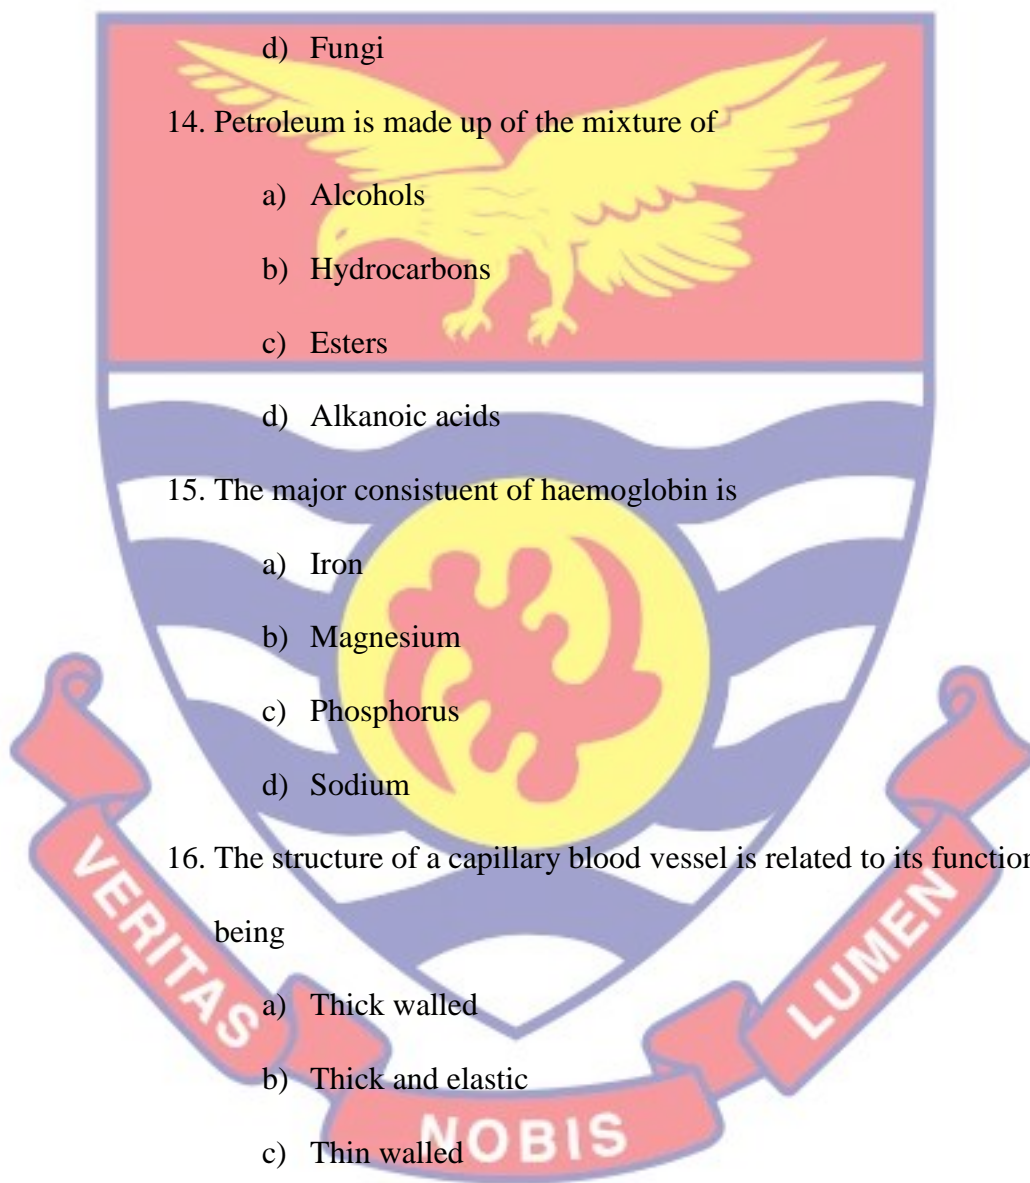 d) Fungi
14. Petroleum is made up of the mixture of
a) Alcohols
b) Hydrocarbons
c) Esters
d) Alkanoic acids
15. The major consistuent of haemoglobin is
a) Iron
b) Magnesium
c) Phosphorus
d) Sodium
16. The structure of a capillary blood vessel is related to its function
being
a) Thick walled
b) Thick and elastic
c) Thin walled
VERITAS NOBIS LUMEN